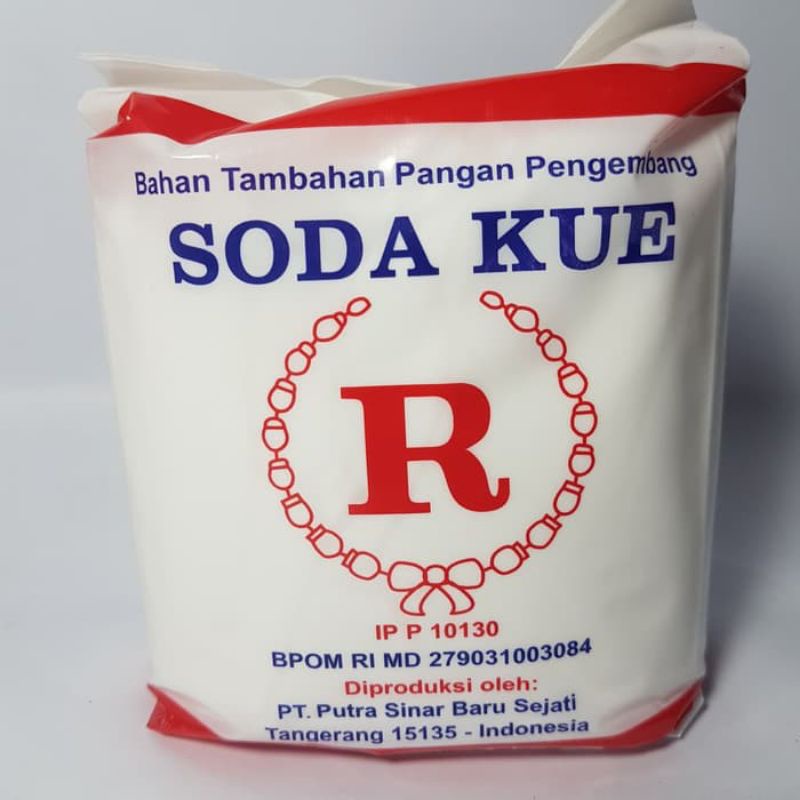 Bahan Tambahan Pangan Pengembang
SODA KUE
R
IP P 10130
BPOM RI MD 279031003084
Diproduksi oleh:
PT. Putra Sinar Baru Sejati
Tangerang 15135 - Indonesia